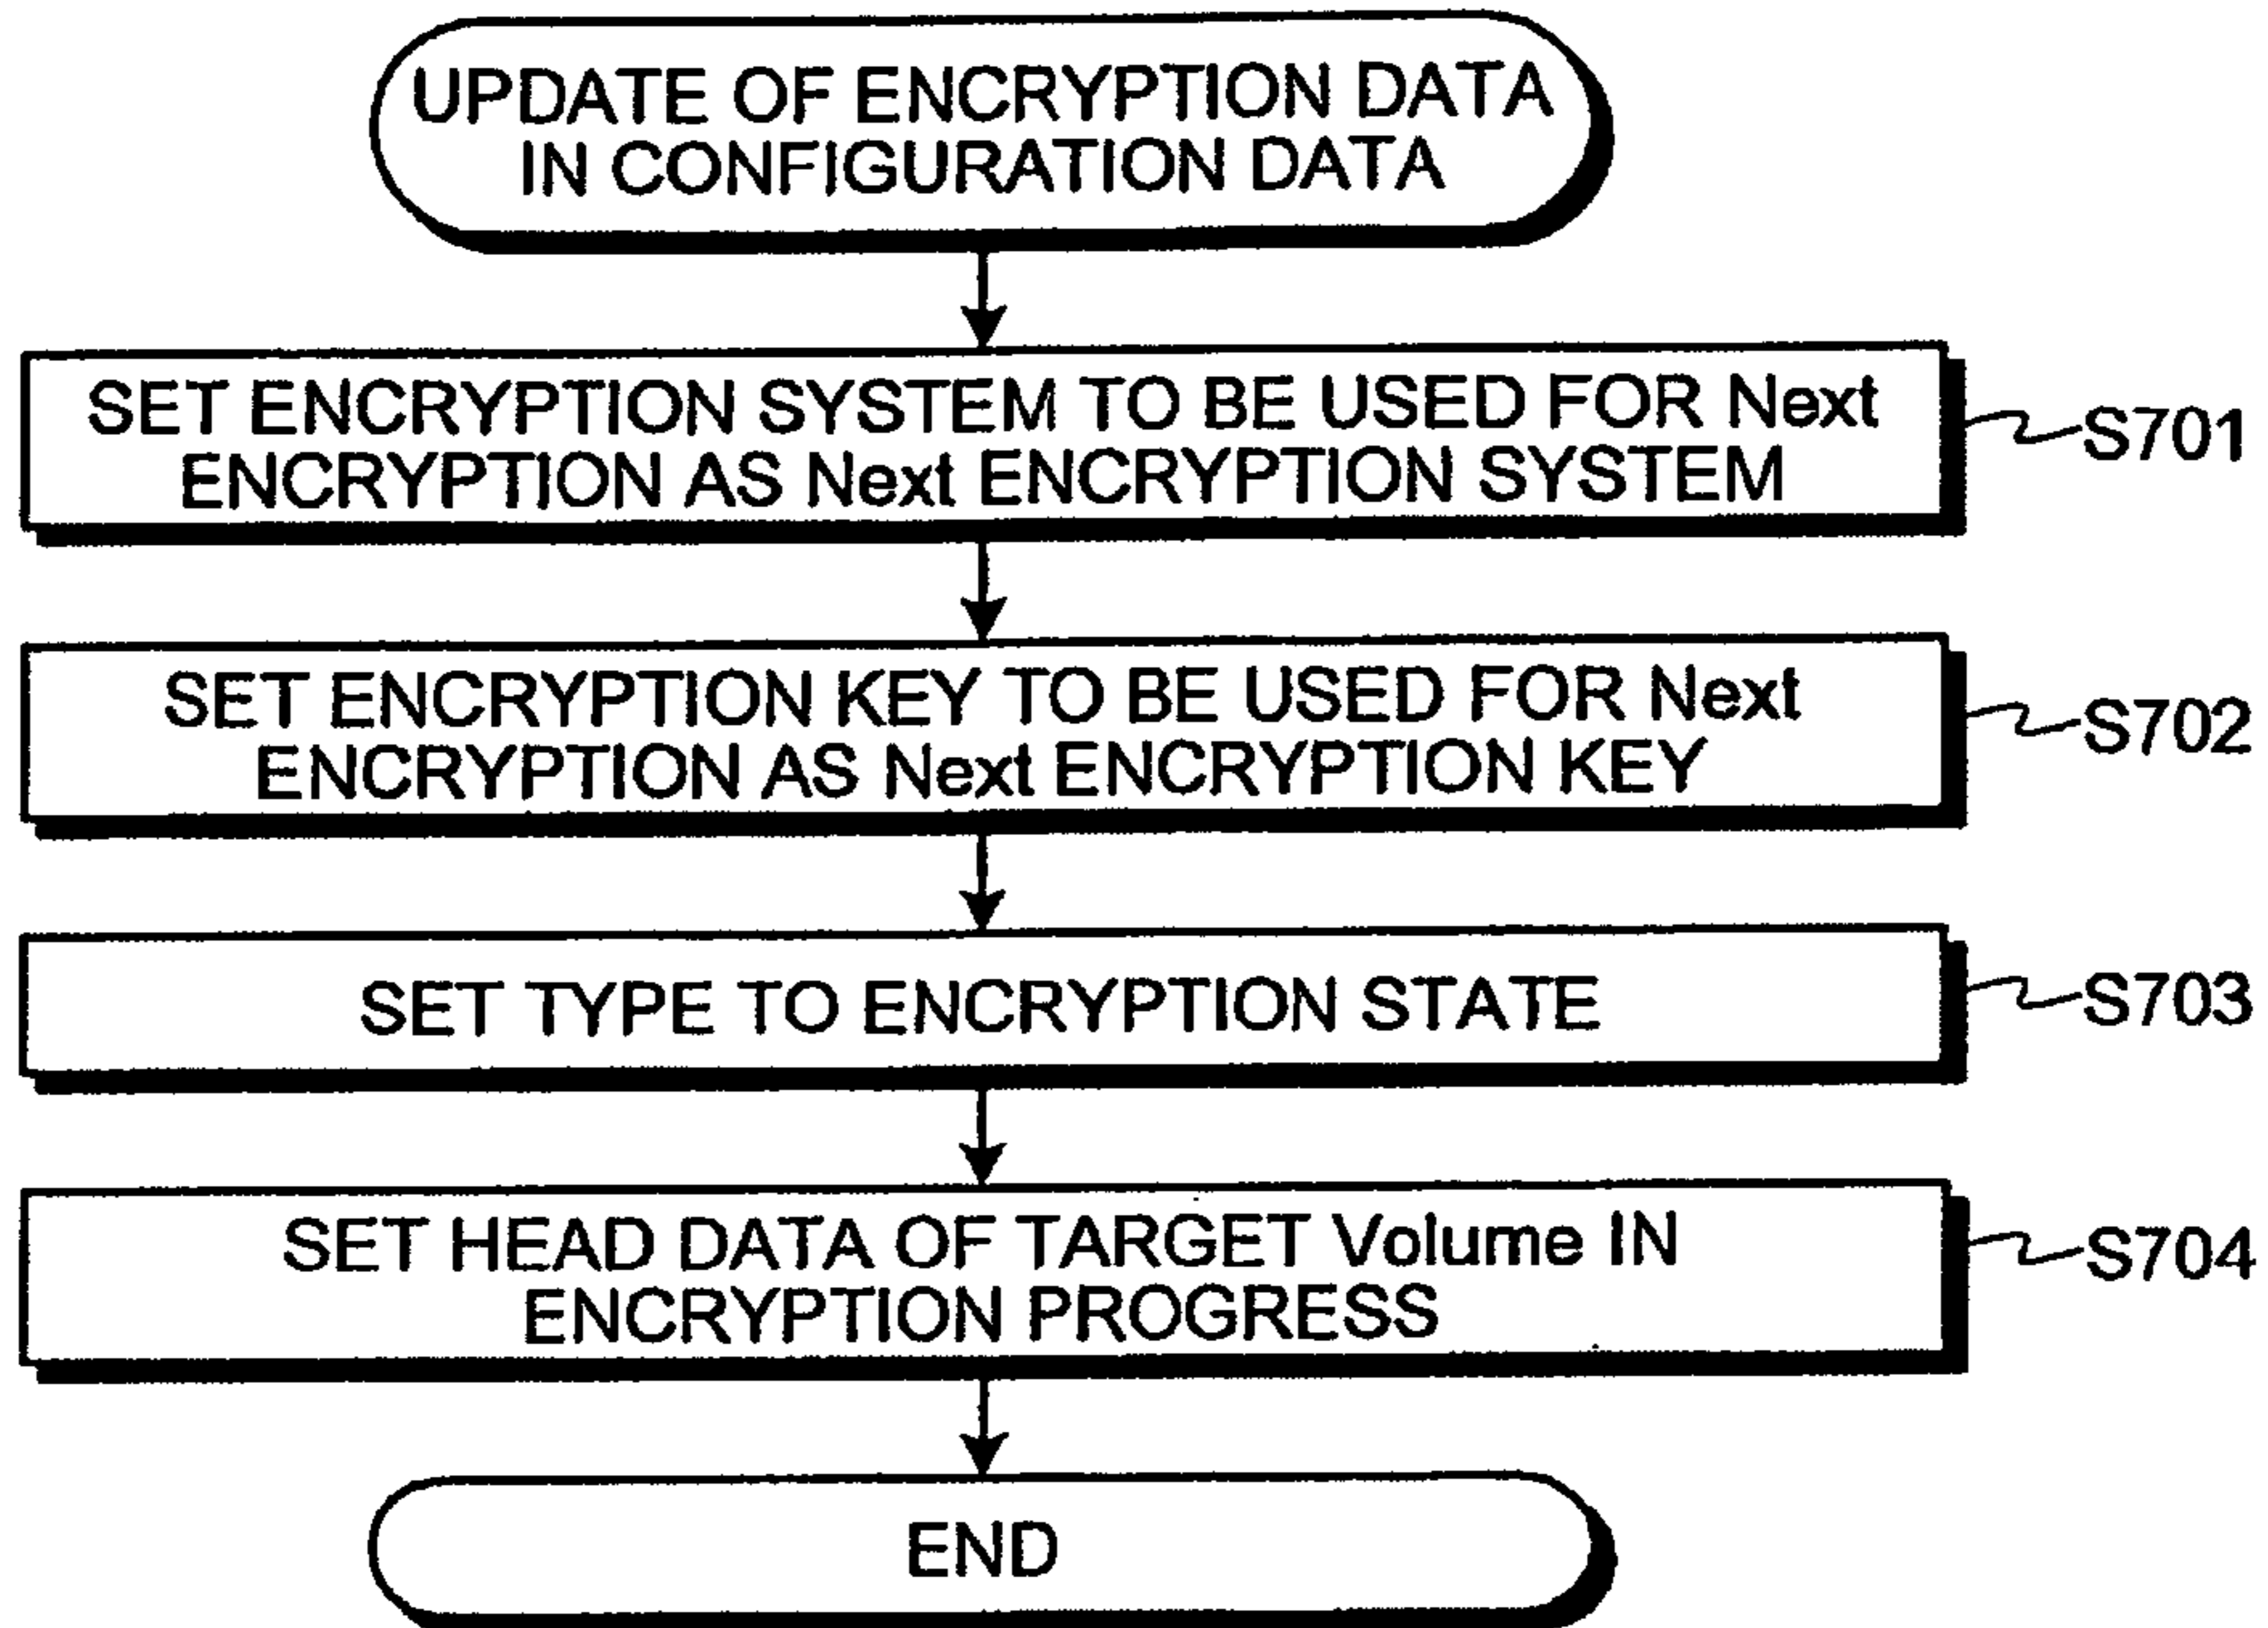 UPDATE OF ENCRYPTION DATA
IN CONFIGURATION DATA
SET ENCRYPTION SYSTEM TO BE USED FOR Next
ENCRYPTION AS Next ENCRYPTION SYSTEM
S701
SET ENCRYPTION KEY TO BE USED FOR Next
ENCRYPTION AS Next ENCRYPTION KEY
S702
SET TYPE TO ENCRYPTION STATE
S703
SET HEAD DATA OF TARGET Volume IN
ENCRYPTION PROGRESS
S704
END